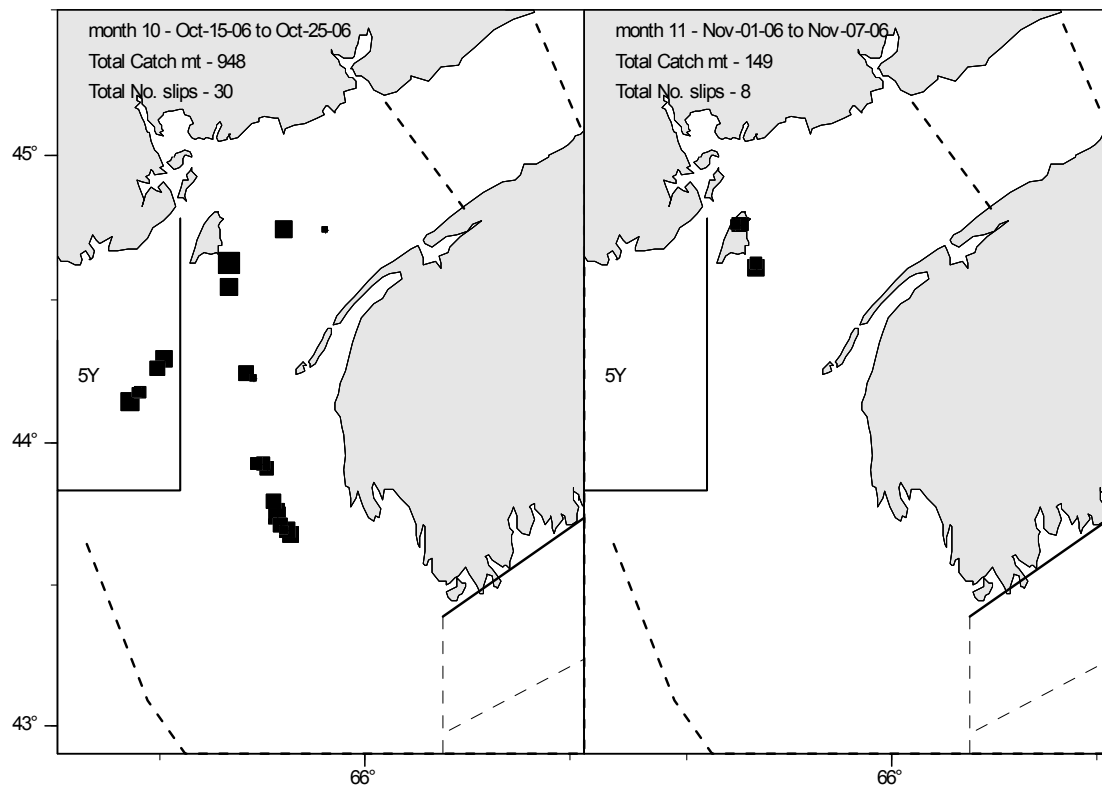 month 10 - Oct-15-06 to Oct-25-06
Total Catch mt - 948
Total No. slips - 30
month 11 - Nov-01-06 to Nov-07-06
Total Catch mt - 149
Total No. slips - 8
45°
5Y
5Y
44°
43°
66°
66°